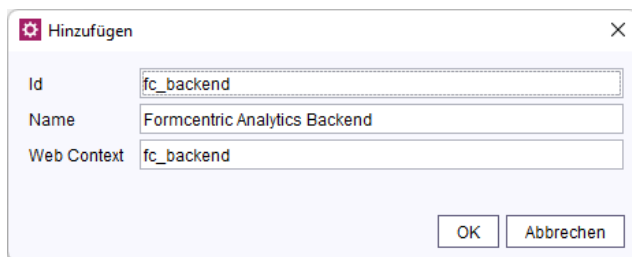 Hinzufügen
Id fc_backend
Name Formcentric Analytics Backend
Web Context fc_backend
OK Abbrechen